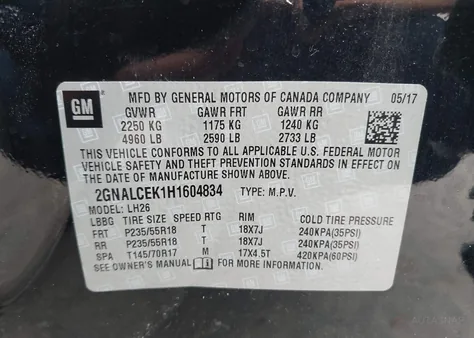 GM
MFD BY GENERAL MOTORS OF CANADA COMPANY 05/17
GVWR GAWR FRT GAWR RR
2250 KG 1175 KG 1240 KG
4960 LB 2590 LB 2733 LB
THIS VEHICLE CONFORMS TO ALL APPLICABLE U.S. FEDERAL MOTOR
VEHICLE SAFETY AND THEFT PREVENTION STANDARDS IN EFFECT
ON THE DATE OF MANUFACTURE SHOWN ABOVE.
2GNALCEK1H1604834 TYPE: M.P.V.
MODEL: LH26
LBBG TIRE SIZE SPEED RTG RIM COLD TIRE PRESSURE
FRT P235/55R18 T 18X7J 240KPA(35PSI)
RR P235/55R18 T 18X7J 240KPA(35PSI)
SPA T145/70R17 M 17X4.5T 420KPA(60PSI)
SEE OWNER'S MANUAL FOR MORE INFORMATION.